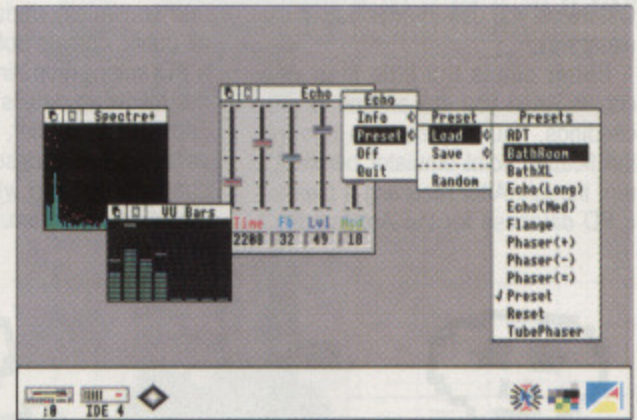 Spectre+
VU Bars
Echo
Time Fb Lvl Mod
2200 32 49 10
Echo
Info
Preset
Off
Quit
Preset
Load
Save
Random
Presets
ADT
BathRoom
BathXL
Echo(Long)
Echo(Med)
Flange
Phaser(+)
Phaser(-)
Phaser(=)
√ Preset
Reset
TubePhaser
:0
IDE 4